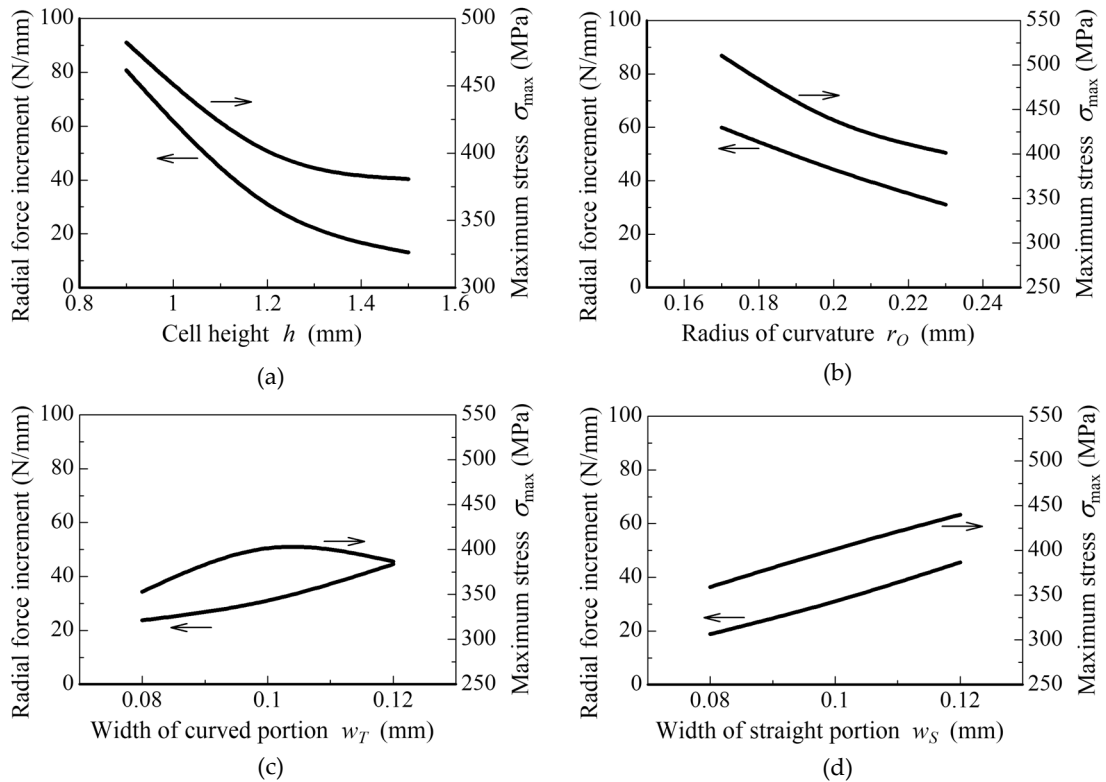 Radial force increment (N/mm)
100
80
60
40
20
0
500
450
400
350
300
Maximum stress σmax (MPa)
0.8 1 1.2 1.4 1.6
Cell height h (mm)
(a)
Radial force increment (N/mm)
100
80
60
40
20
0
550
500
450
400
350
300
250
Maximum stress σmax (MPa)
0.16 0.18 0.2 0.22 0.24
Radius of curvature rO (mm)
(b)
Radial force increment (N/mm)
100
80
60
40
20
0
550
500
450
400
350
300
250
Maximum stress σmax (MPa)
0.08 0.1 0.12
Width of curved portion wT (mm)
(c)
Radial force increment (N/mm)
100
80
60
40
20
0
550
500
450
400
350
300
250
Maximum stress σmax (MPa)
0.08 0.1 0.12
Width of straight portion wS (mm)
(d)